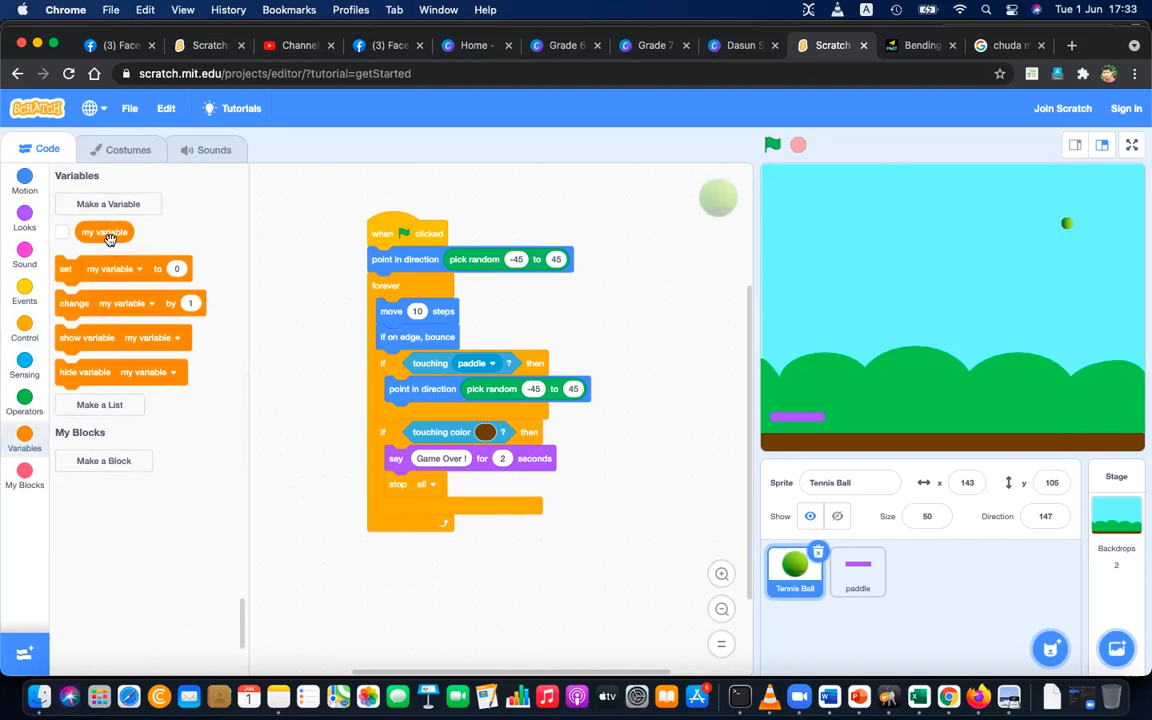 Chrome File Edit View History Bookmarks Profiles Tab Window Help A Tue 1 Jun 17:33
(3) Face Scratch Channel (3) Face Home - Grade 6 Grade 7 Dasun S Scratch Bending chuda m
scratch.mit.edu/projects/editor/?tutorial=getStarted
SCRATCH File Edit Tutorials Join Scratch Sign in
Code Costumes Sounds
Motion
Looks
Sound
Events
Control
Sensing
Operators
Variables
My Blocks
Variables
Make a Variable
my variable
set my variable to 0
change my variable by 1
show variable my variable
hide variable my variable
Make a List
My Blocks
Make a Block
when clicked
point in direction pick random -45 to 45
forever
move 10 steps
if on edge, bounce
if touching paddle ? then
point in direction pick random -45 to 45
if touching color ? then
say Game Over ! for 2 seconds
stop all
Sprite Tennis Ball x 143 y 105
Show Size 50 Direction 147
Tennis Ball
paddle
Stage
Backdrops
2